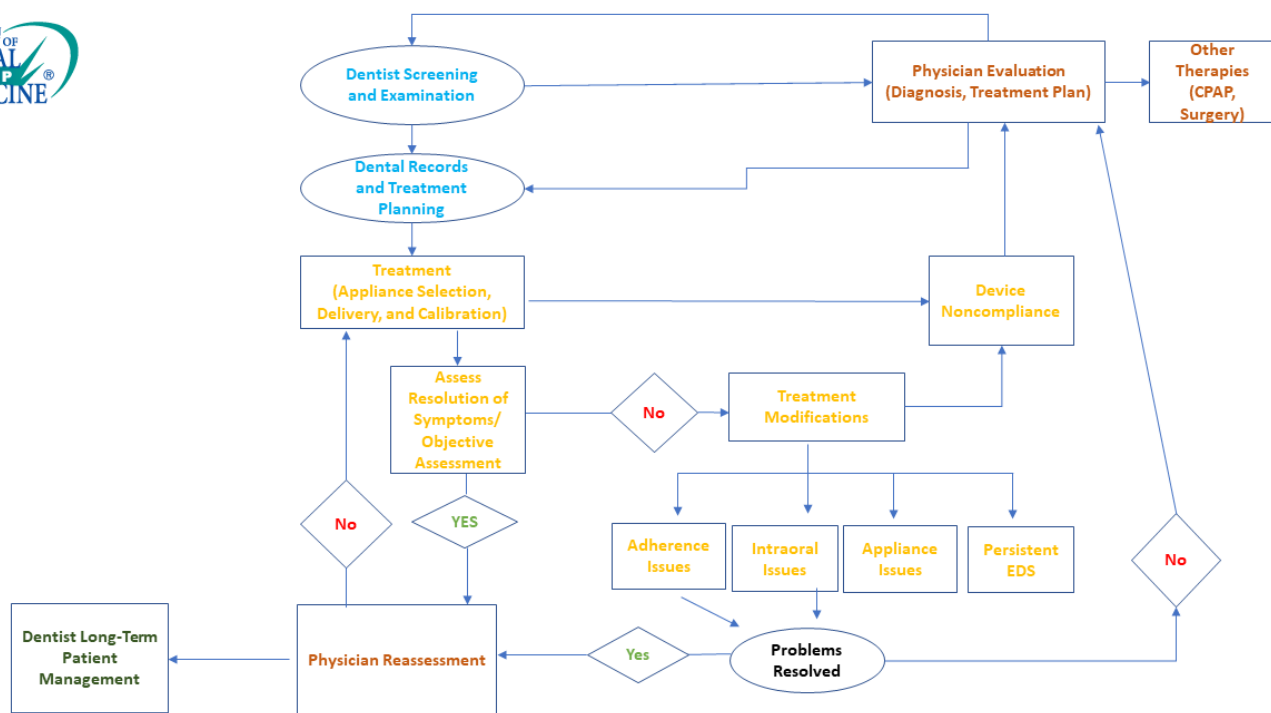 OF
®
Dentist Screening
and Examination
Physician Evaluation
(Diagnosis, Treatment Plan)
Other
Therapies
(CPAP,
Surgery)
Dental Records
and Treatment
Planning
Treatment
(Appliance Selection,
Delivery, and Calibration)
Device
Noncompliance
Assess
Resolution of
Symptoms/
Objective
Assessment
No
Treatment
Modifications
YES
No
Adherence
Issues
Intraoral
Issues
Appliance
Issues
Persistent
EDS
No
Dentist Long-Term
Patient
Management
Physician Reassessment
Yes
Problems
Resolved